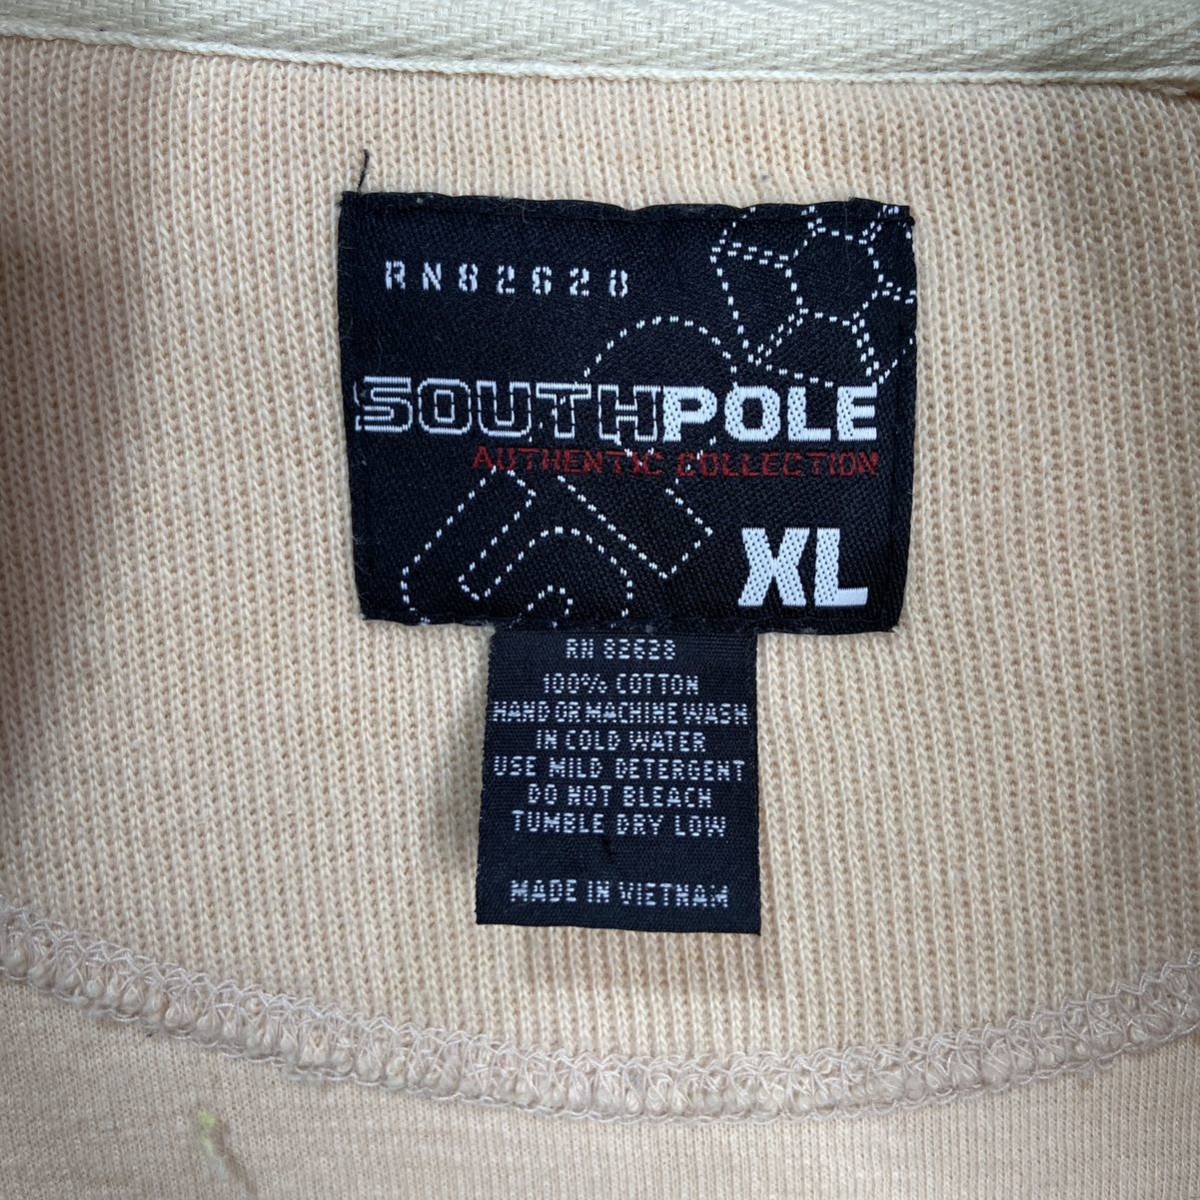 RN82628
SOUTHPOLE
AUTHENTIC COLLECTION
XL
RN 82628
100% COTTON
HAND OR MACHINE WASH
IN COLD WATER
USE MILD DETERGENT
DO NOT BLEACH
TUMBLE DRY LOW
MADE IN VIETNAM